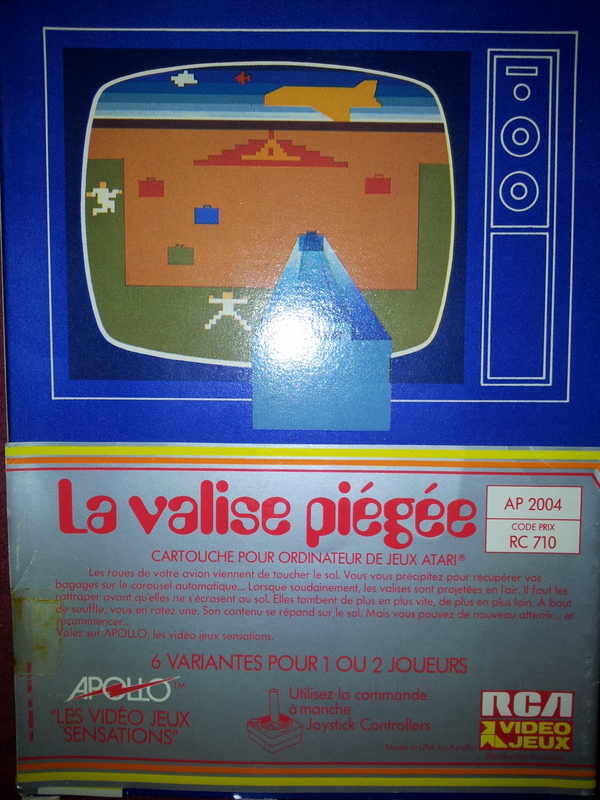 La valise piégée
AP 2004
CODE PRIX
RC 710
CARTOUCHE POUR ORDINATEUR DE JEUX ATARI®
Les roues de votre avion viennent de toucher le sol. Vous vous précipitez pour récupérer vos
bagages sur le carousel automatique... Lorsque soudainement, les valises sont projetées en l'air. Il faut les
rattraper avant qu'elles ne s'écrasent au sol. Elles tombent de plus en plus vite, de plus en plus loin. A bout
de souffle, vous en ratez une. Son contenu se répand sur le sol. Mais vous pouvez de nouveau atterrir... et
recommencer...
Volez sur APOLLO, les vidéo jeux sensations.
6 VARIANTES POUR 1 OU 2 JOUEURS
APOLLO™
"LES VIDÉO JEUX
SENSATIONS"
Utilisez la commande
à manche
Joystick Controllers
Made in USA by Apollo
RCA
VIDEO
JEUX